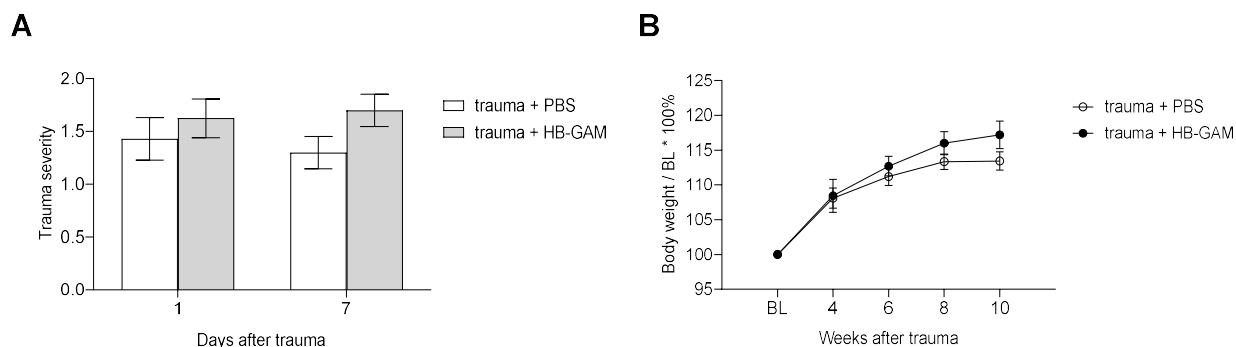 A
Trauma severity
2.0
1.5
1.0
0.5
0.0
1
7
Days after trauma
trauma + PBS
trauma + HB-GAM
B
Body weight / BL * 100%
125
120
115
110
105
100
95
BL
4
6
8
10
Weeks after trauma
trauma + PBS
trauma + HB-GAM